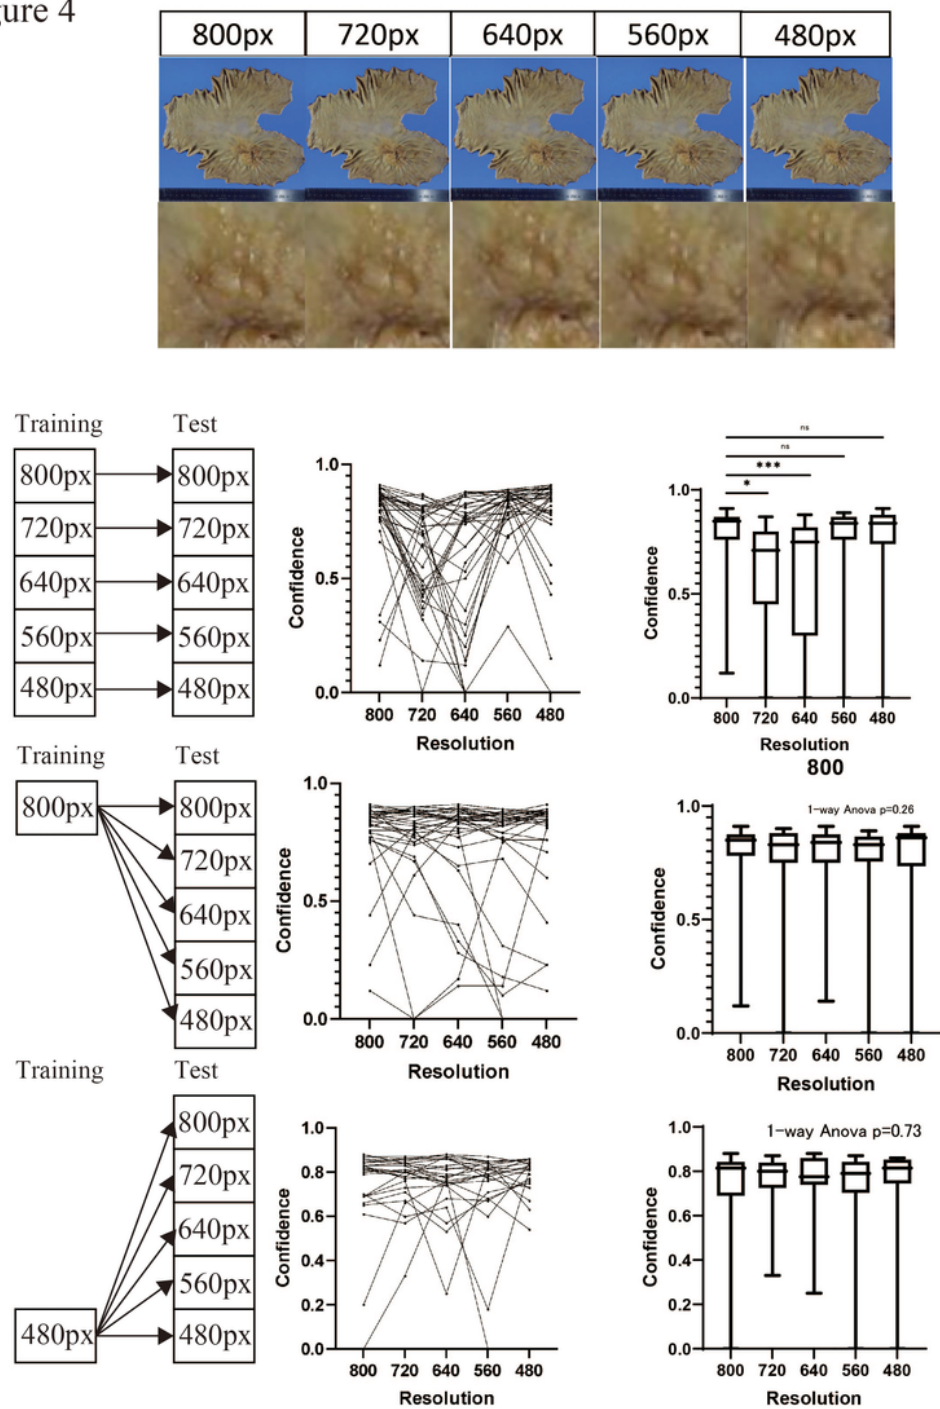 gure 4
800px 720px 640px 560px 480px
Training Test
800px 800px
720px 720px
640px 640px
560px 560px
480px 480px
1.0
0.5
0.0
Confidence
800 720 640 560 480
Resolution
ns
ns
***
*
1.0
0.5
0.0
Confidence
800 720 640 560 480
Resolution
800
Training Test
800px 800px
720px
640px
560px
480px
1.0
0.5
0.0
Confidence
800 720 640 560 480
Resolution
1-way Anova p=0.26
1.0
0.5
0.0
Confidence
800 720 640 560 480
Resolution
Training Test
800px
720px
640px
560px
480px 480px
1.0
0.8
0.6
0.4
0.2
0.0
Confidence
800 720 640 560 480
Resolution
1-way Anova p=0.73
1.0
0.8
0.6
0.4
0.2
0.0
Confidence
800 720 640 560 480
Resolution